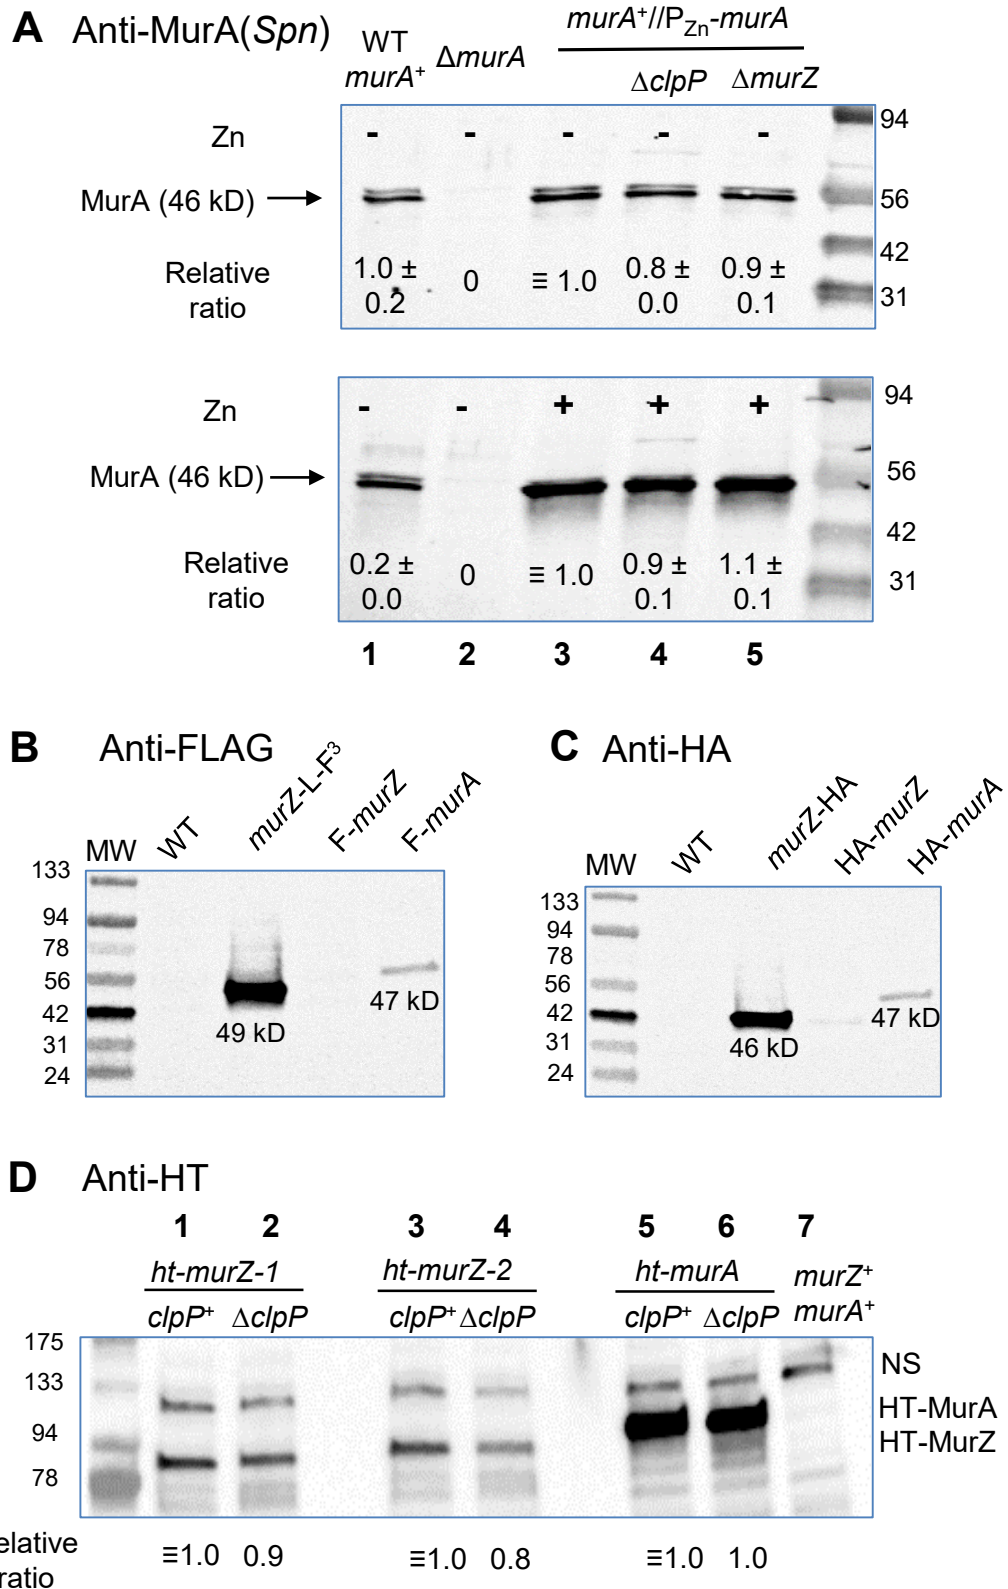 A Anti-MurA(Spn)
WT
murA⁺
ΔmurA
murA⁺//P_Zn-murA
ΔclpP ΔmurZ
Zn - - - - -
94
MurA (46 kD)
56
42
31
Relative
ratio
1.0 ±
0.2
0
≡ 1.0
0.8 ±
0.0
0.9 ±
0.1
Zn - - + + +
94
MurA (46 kD)
56
42
31
Relative
ratio
0.2 ±
0.0
0
≡ 1.0
0.9 ±
0.1
1.1 ±
0.1
1 2 3 4 5
B Anti-FLAG
MW WT murZ-L-F³ F-murZ F-murA
133
94
78
56
42
31
24
49 kD
47 kD
C Anti-HA
MW WT murZ-HA HA-murZ HA-murA
133
94
78
56
42
31
24
46 kD
47 kD
D Anti-HT
1 2 3 4 5 6 7
ht-murZ-1 ht-murZ-2 ht-murA murZ⁺
murA⁺
clpP⁺ ΔclpP clpP⁺ ΔclpP clpP⁺ ΔclpP
175
133
94
78
NS
HT-MurA
HT-MurZ
elative
ratio
≡1.0 0.9 ≡1.0 0.8 ≡1.0 1.0